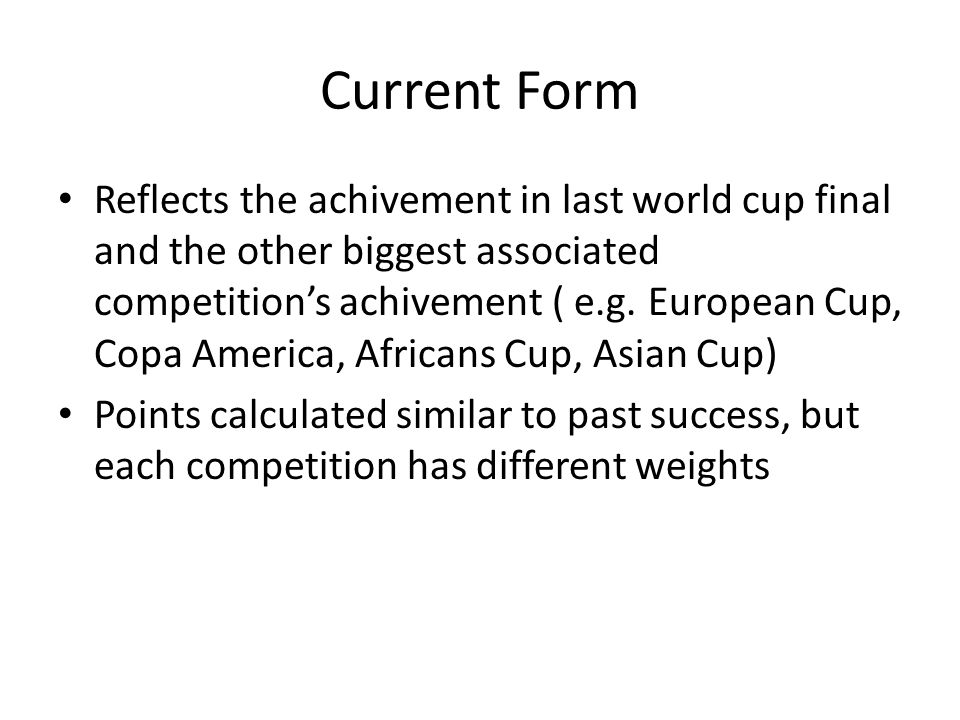 Current Form
• Reflects the achivement in last world cup final
and the other biggest associated
competition’s achivement ( e.g. European Cup,
Copa America, Africans Cup, Asian Cup)
• Points calculated similar to past success, but
each competition has different weights